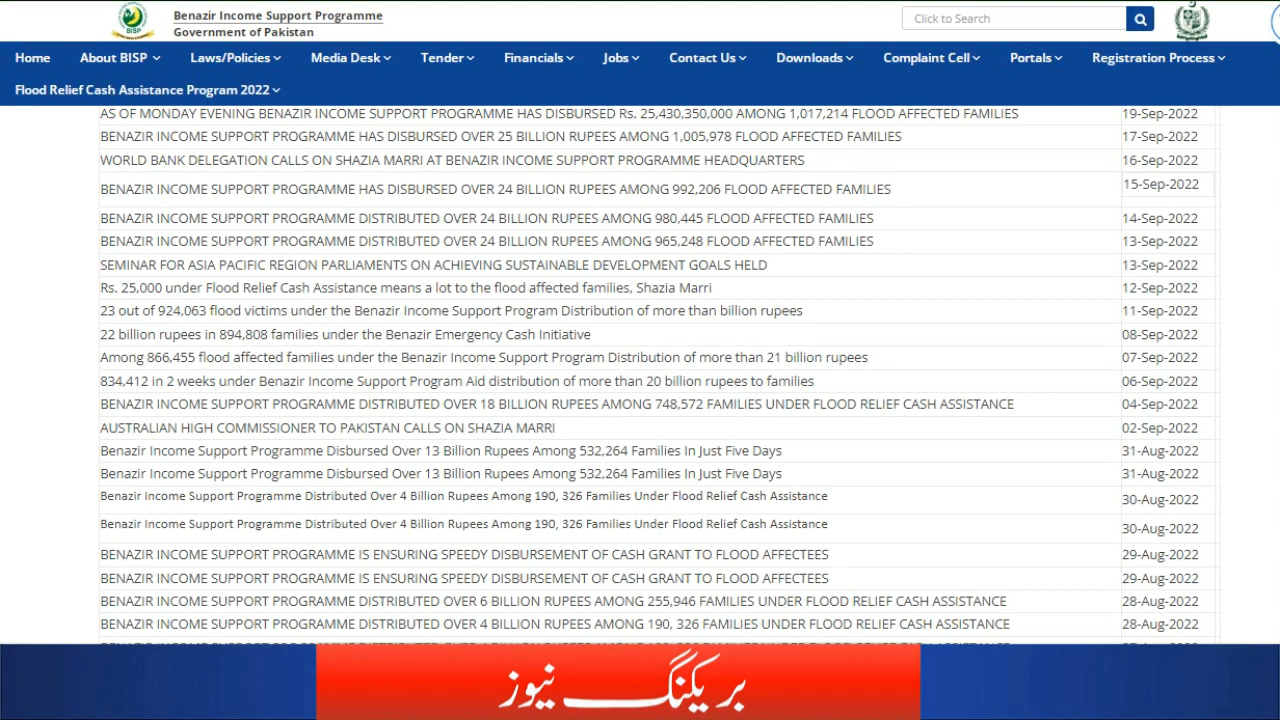 Benazir Income Support Programme
Government of Pakistan
BISP
Click to Search
Home About BISP Laws/Policies Media Desk Tender Financials Jobs Contact Us Downloads Complaint Cell Portals Registration Process
Flood Relief Cash Assistance Program 2022
AS OF MONDAY EVENING BENAZIR INCOME SUPPORT PROGRAMME HAS DISBURSED Rs. 25,430,350,000 AMONG 1,017,214 FLOOD AFFECTED FAMILIES 19-Sep-2022
BENAZIR INCOME SUPPORT PROGRAMME HAS DISBURSED OVER 25 BILLION RUPEES AMONG 1,005,978 FLOOD AFFECTED FAMILIES 17-Sep-2022
WORLD BANK DELEGATION CALLS ON SHAZIA MARRI AT BENAZIR INCOME SUPPORT PROGRAMME HEADQUARTERS 16-Sep-2022
BENAZIR INCOME SUPPORT PROGRAMME HAS DISBURSED OVER 24 BILLION RUPEES AMONG 992,206 FLOOD AFFECTED FAMILIES 15-Sep-2022
BENAZIR INCOME SUPPORT PROGRAMME DISTRIBUTED OVER 24 BILLION RUPEES AMONG 980,445 FLOOD AFFECTED FAMILIES 14-Sep-2022
BENAZIR INCOME SUPPORT PROGRAMME DISTRIBUTED OVER 24 BILLION RUPEES AMONG 965,248 FLOOD AFFECTED FAMILIES 13-Sep-2022
SEMINAR FOR ASIA PACIFIC REGION PARLIAMENTS ON ACHIEVING SUSTAINABLE DEVELOPMENT GOALS HELD 13-Sep-2022
Rs. 25,000 under Flood Relief Cash Assistance means a lot to the flood affected families, Shazia Marri 12-Sep-2022
23 out of 924,063 flood victims under the Benazir Income Support Program Distribution of more than billion rupees 11-Sep-2022
22 billion rupees in 894,808 families under the Benazir Emergency Cash Initiative 08-Sep-2022
Among 866,455 flood affected families under the Benazir Income Support Program Distribution of more than 21 billion rupees 07-Sep-2022
834,412 in 2 weeks under Benazir Income Support Program Aid distribution of more than 20 billion rupees to families 06-Sep-2022
BENAZIR INCOME SUPPORT PROGRAMME DISTRIBUTED OVER 18 BILLION RUPEES AMONG 748,572 FAMILIES UNDER FLOOD RELIEF CASH ASSISTANCE 04-Sep-2022
AUSTRALIAN HIGH COMMISSIONER TO PAKISTAN CALLS ON SHAZIA MARRI 02-Sep-2022
Benazir Income Support Programme Disbursed Over 13 Billion Rupees Among 532,264 Families In Just Five Days 31-Aug-2022
Benazir Income Support Programme Disbursed Over 13 Billion Rupees Among 532,264 Families In Just Five Days 31-Aug-2022
Benazir Income Support Programme Distributed Over 4 Billion Rupees Among 190, 326 Families Under Flood Relief Cash Assistance 30-Aug-2022
Benazir Income Support Programme Distributed Over 4 Billion Rupees Among 190, 326 Families Under Flood Relief Cash Assistance 30-Aug-2022
BENAZIR INCOME SUPPORT PROGRAMME IS ENSURING SPEEDY DISBURSEMENT OF CASH GRANT TO FLOOD AFFECTEES 29-Aug-2022
BENAZIR INCOME SUPPORT PROGRAMME IS ENSURING SPEEDY DISBURSEMENT OF CASH GRANT TO FLOOD AFFECTEES 29-Aug-2022
BENAZIR INCOME SUPPORT PROGRAMME DISTRIBUTED OVER 6 BILLION RUPEES AMONG 255,946 FAMILIES UNDER FLOOD RELIEF CASH ASSISTANCE 28-Aug-2022
BENAZIR INCOME SUPPORT PROGRAMME DISTRIBUTED OVER 4 BILLION RUPEES AMONG 190, 326 FAMILIES UNDER FLOOD RELIEF CASH ASSISTANCE 28-Aug-2022
بریکنگ نیوز